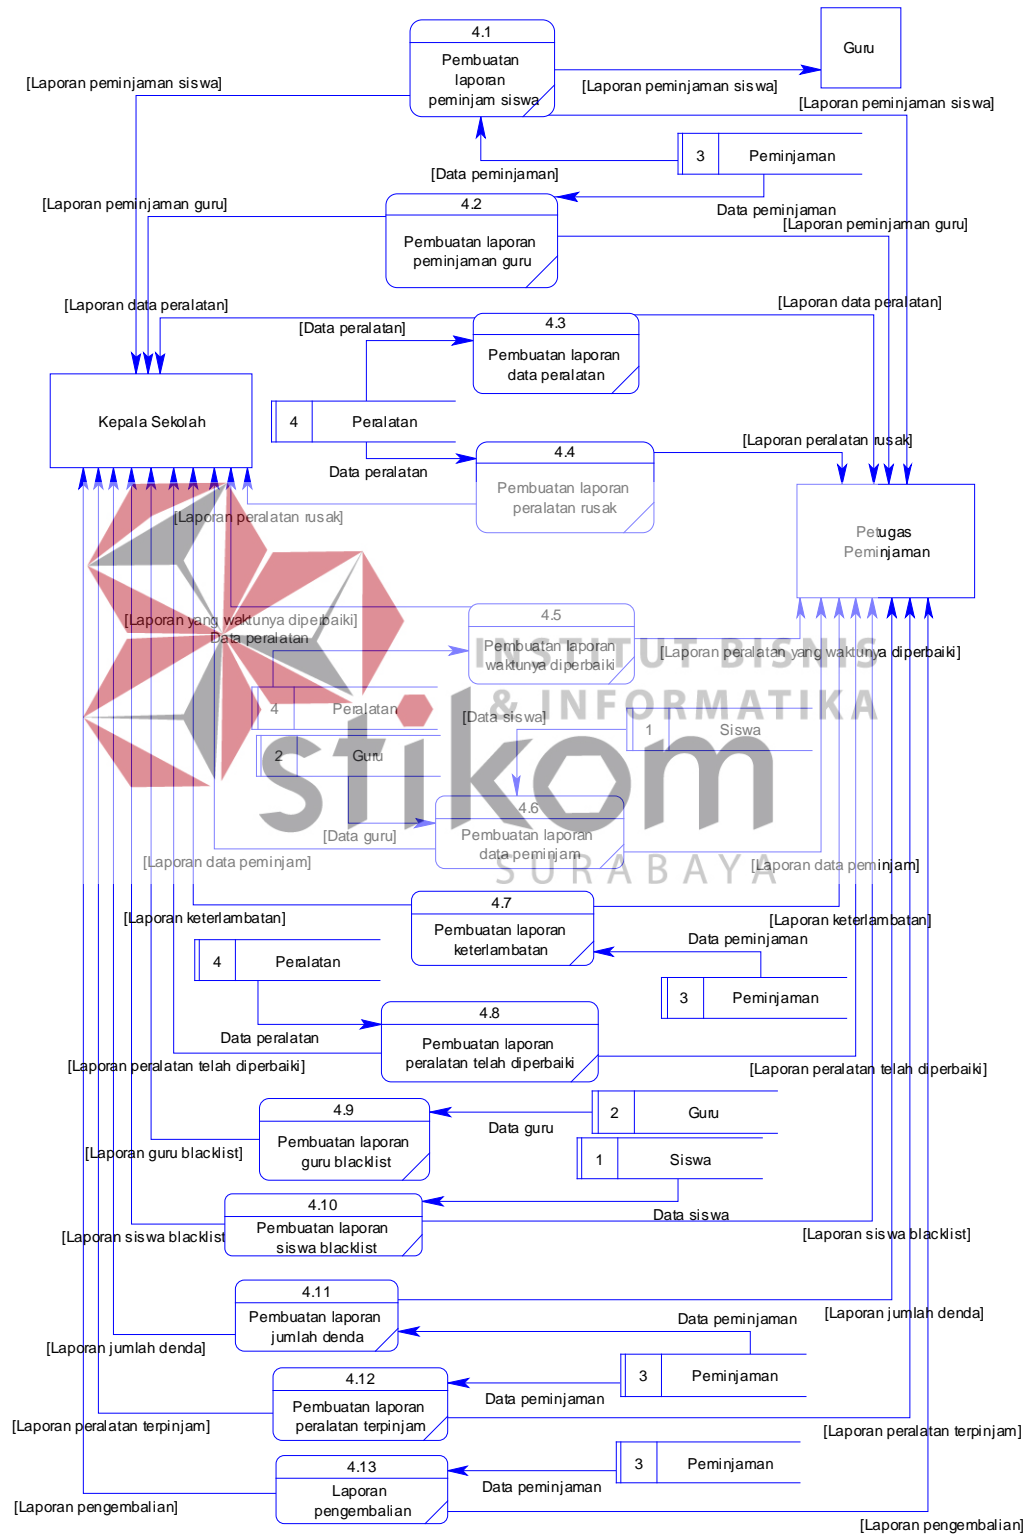 4.1
Pembuatan
laporan
peminjam siswa
Guru
[Laporan peminjaman siswa]
[Laporan peminjaman siswa]
[Laporan peminjaman siswa]
3 Peminjaman
[Data peminjaman]
4.2
Pembuatan laporan
peminjaman guru
[Laporan peminjaman guru]
Data peminjaman
[Laporan peminjaman guru]
[Laporan data peralatan]
[Data peralatan]
4.3
Pembuatan laporan
data peralatan
[Laporan data peralatan]
Kepala Sekolah
4 Peralatan
Data peralatan
4.4
Pembuatan laporan
peralatan rusak
[Laporan peralatan rusak]
[Laporan peralatan rusak]
Petugas
Peminjaman
[Laporan yang waktunya diperbaiki]
Data peralatan
4.5
Pembuatan laporan
waktunya diperbaiki
[Laporan peralatan yang waktunya diperbaiki]
INSTITUT BISNIS
& INFORMATIKA
stikom
SURABAYA
4 Peralatan
[Data siswa]
1 Siswa
2 Guru
4.6
Pembuatan laporan
data peminjam
[Data guru]
[Laporan data peminjam]
[Laporan data peminjam]
4.7
Pembuatan laporan
keterlambatan
[Laporan keterlambatan]
[Laporan keterlambatan]
Data peminjaman
4 Peralatan
3 Peminjaman
4.8
Pembuatan laporan
peralatan telah diperbaiki
Data peralatan
[Laporan peralatan telah diperbaiki]
[Laporan peralatan telah diperbaiki]
4.9
Pembuatan laporan
guru blacklist
2 Guru
Data guru
[Laporan guru blacklist]
1 Siswa
4.10
Pembuatan laporan
siswa blacklist
Data siswa
[Laporan siswa blacklist
[Laporan siswa blacklist]
4.11
Pembuatan laporan
jumlah denda
[Laporan jumlah denda]
Data peminjaman
[Laporan jumlah denda]
4.12
Pembuatan laporan
peralatan terpinjam
3 Peminjaman
Data peminjaman
[Laporan peralatan terpinjam]
[Laporan peralatan terpinjam]
4.13
Laporan
pengembalian
3 Peminjaman
Data peminjaman
[Laporan pengembalian]
[Laporan pengembalian]